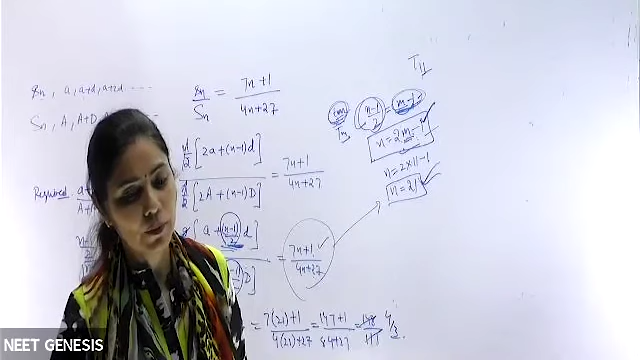 sn, a, a+d, a+2d ....
Sn, A, A+D, A
sn/Sn = 7n+1/4n+27
n/2[2a+(n-1)d]
n/2[2A+(n-1)D] = 7n+1/4n+27
Required
= 7n+1/4n+27
= 7(21)+1/4(21)+27 = 147+1/84+27 = 148/111 4/3
T11
Tm
n-1/2 = m-1
n = 2m-1
n = 2×11-1
n = 21
NEET GENESIS